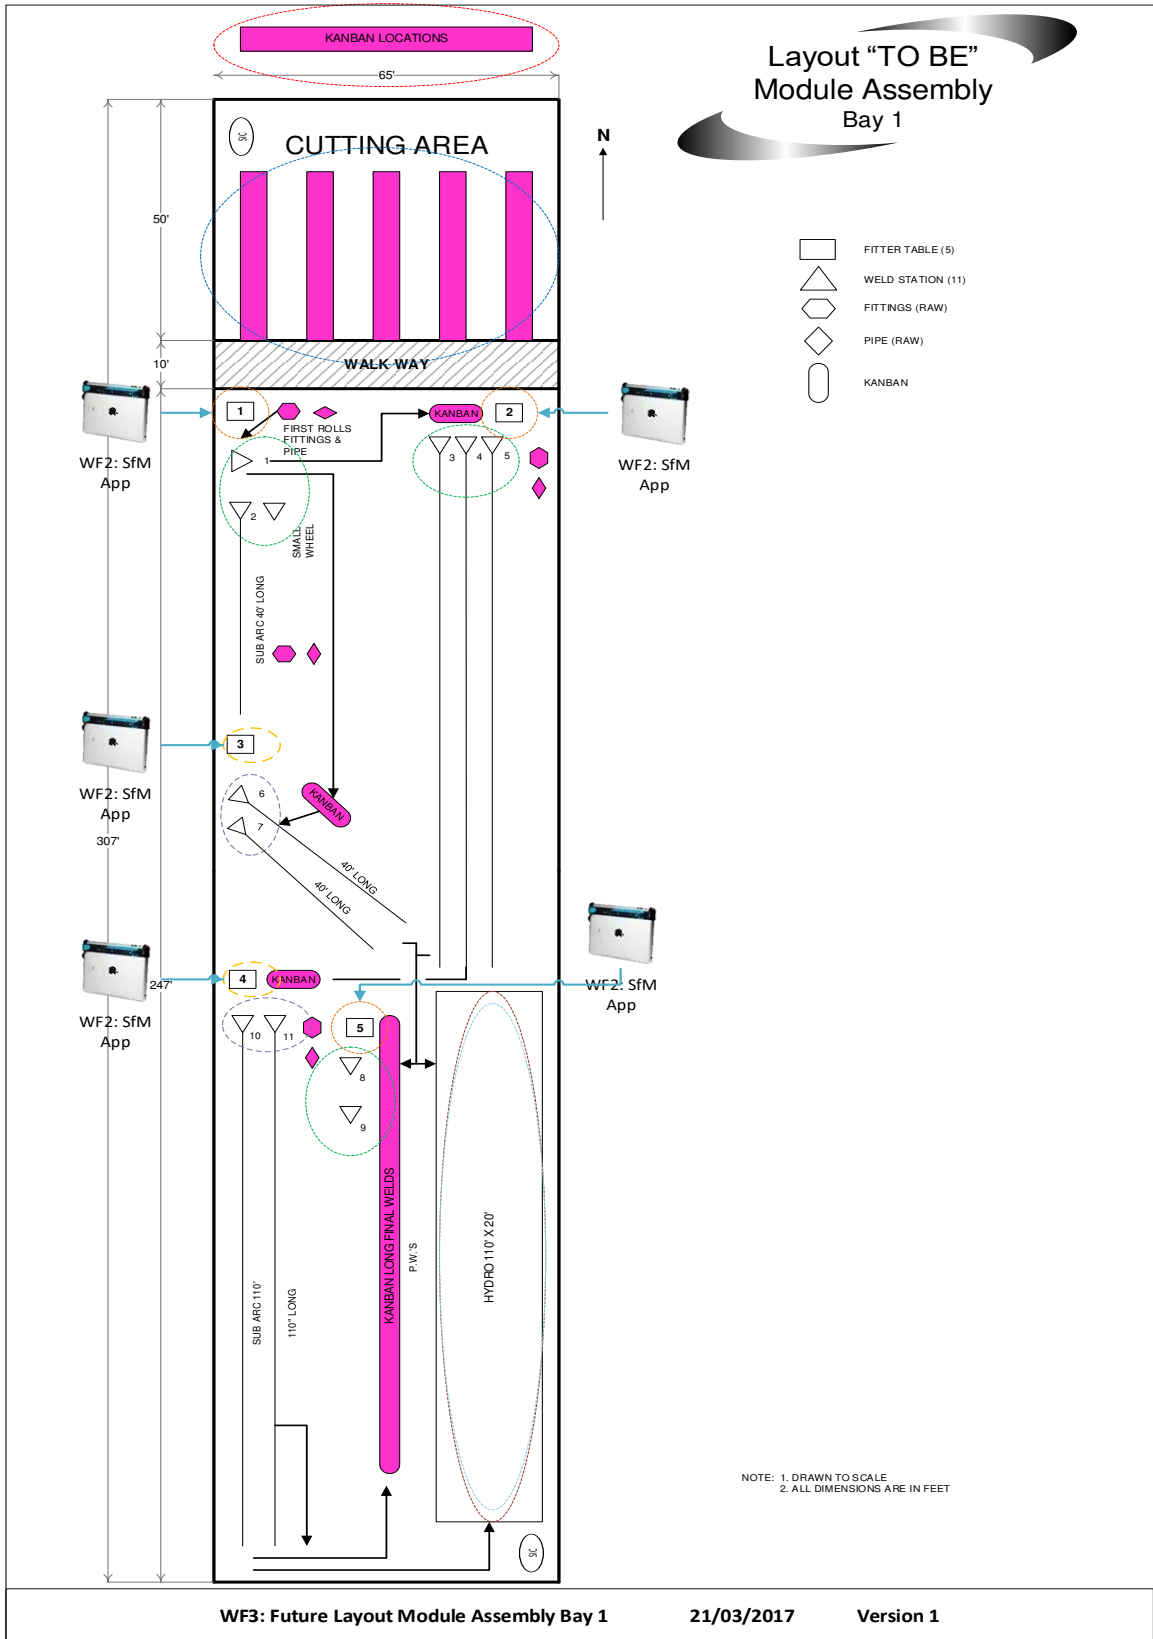 KANBAN LOCATIONS
65'
Layout “TO BE”
Module Assembly
Bay 1
SIC
CUTTING AREA
N
50'
FITTER TABLE (5)
WELD STATION (11)
FITTINGS (RAW)
PIPE (RAW)
KANBAN
10'
WALK WAY
1
FIRST ROLLS
FITTINGS &
PIPE
KANBAN
2
WF2: SfM
App
WF2: SfM
App
1
3
4
5
2
SMALL
WHEEL
SUB ARC 40' LONG
3
WF2: SfM
App
6
7
KANBAN
307'
40' LONG
40' LONG
4
KANBAN
247'
WF2: SfM
App
WF2: SfM
App
10
11
5
8
9
KANBAN LONG FINAL WELDS
P.W.'S
HYDRO 110' X 20'
SUB ARC 110'
110" LONG
NOTE: 1. DRAWN TO SCALE
2. ALL DIMENSIONS ARE IN FEET
SIC
WF3: Future Layout Module Assembly Bay 1 21/03/2017 Version 1